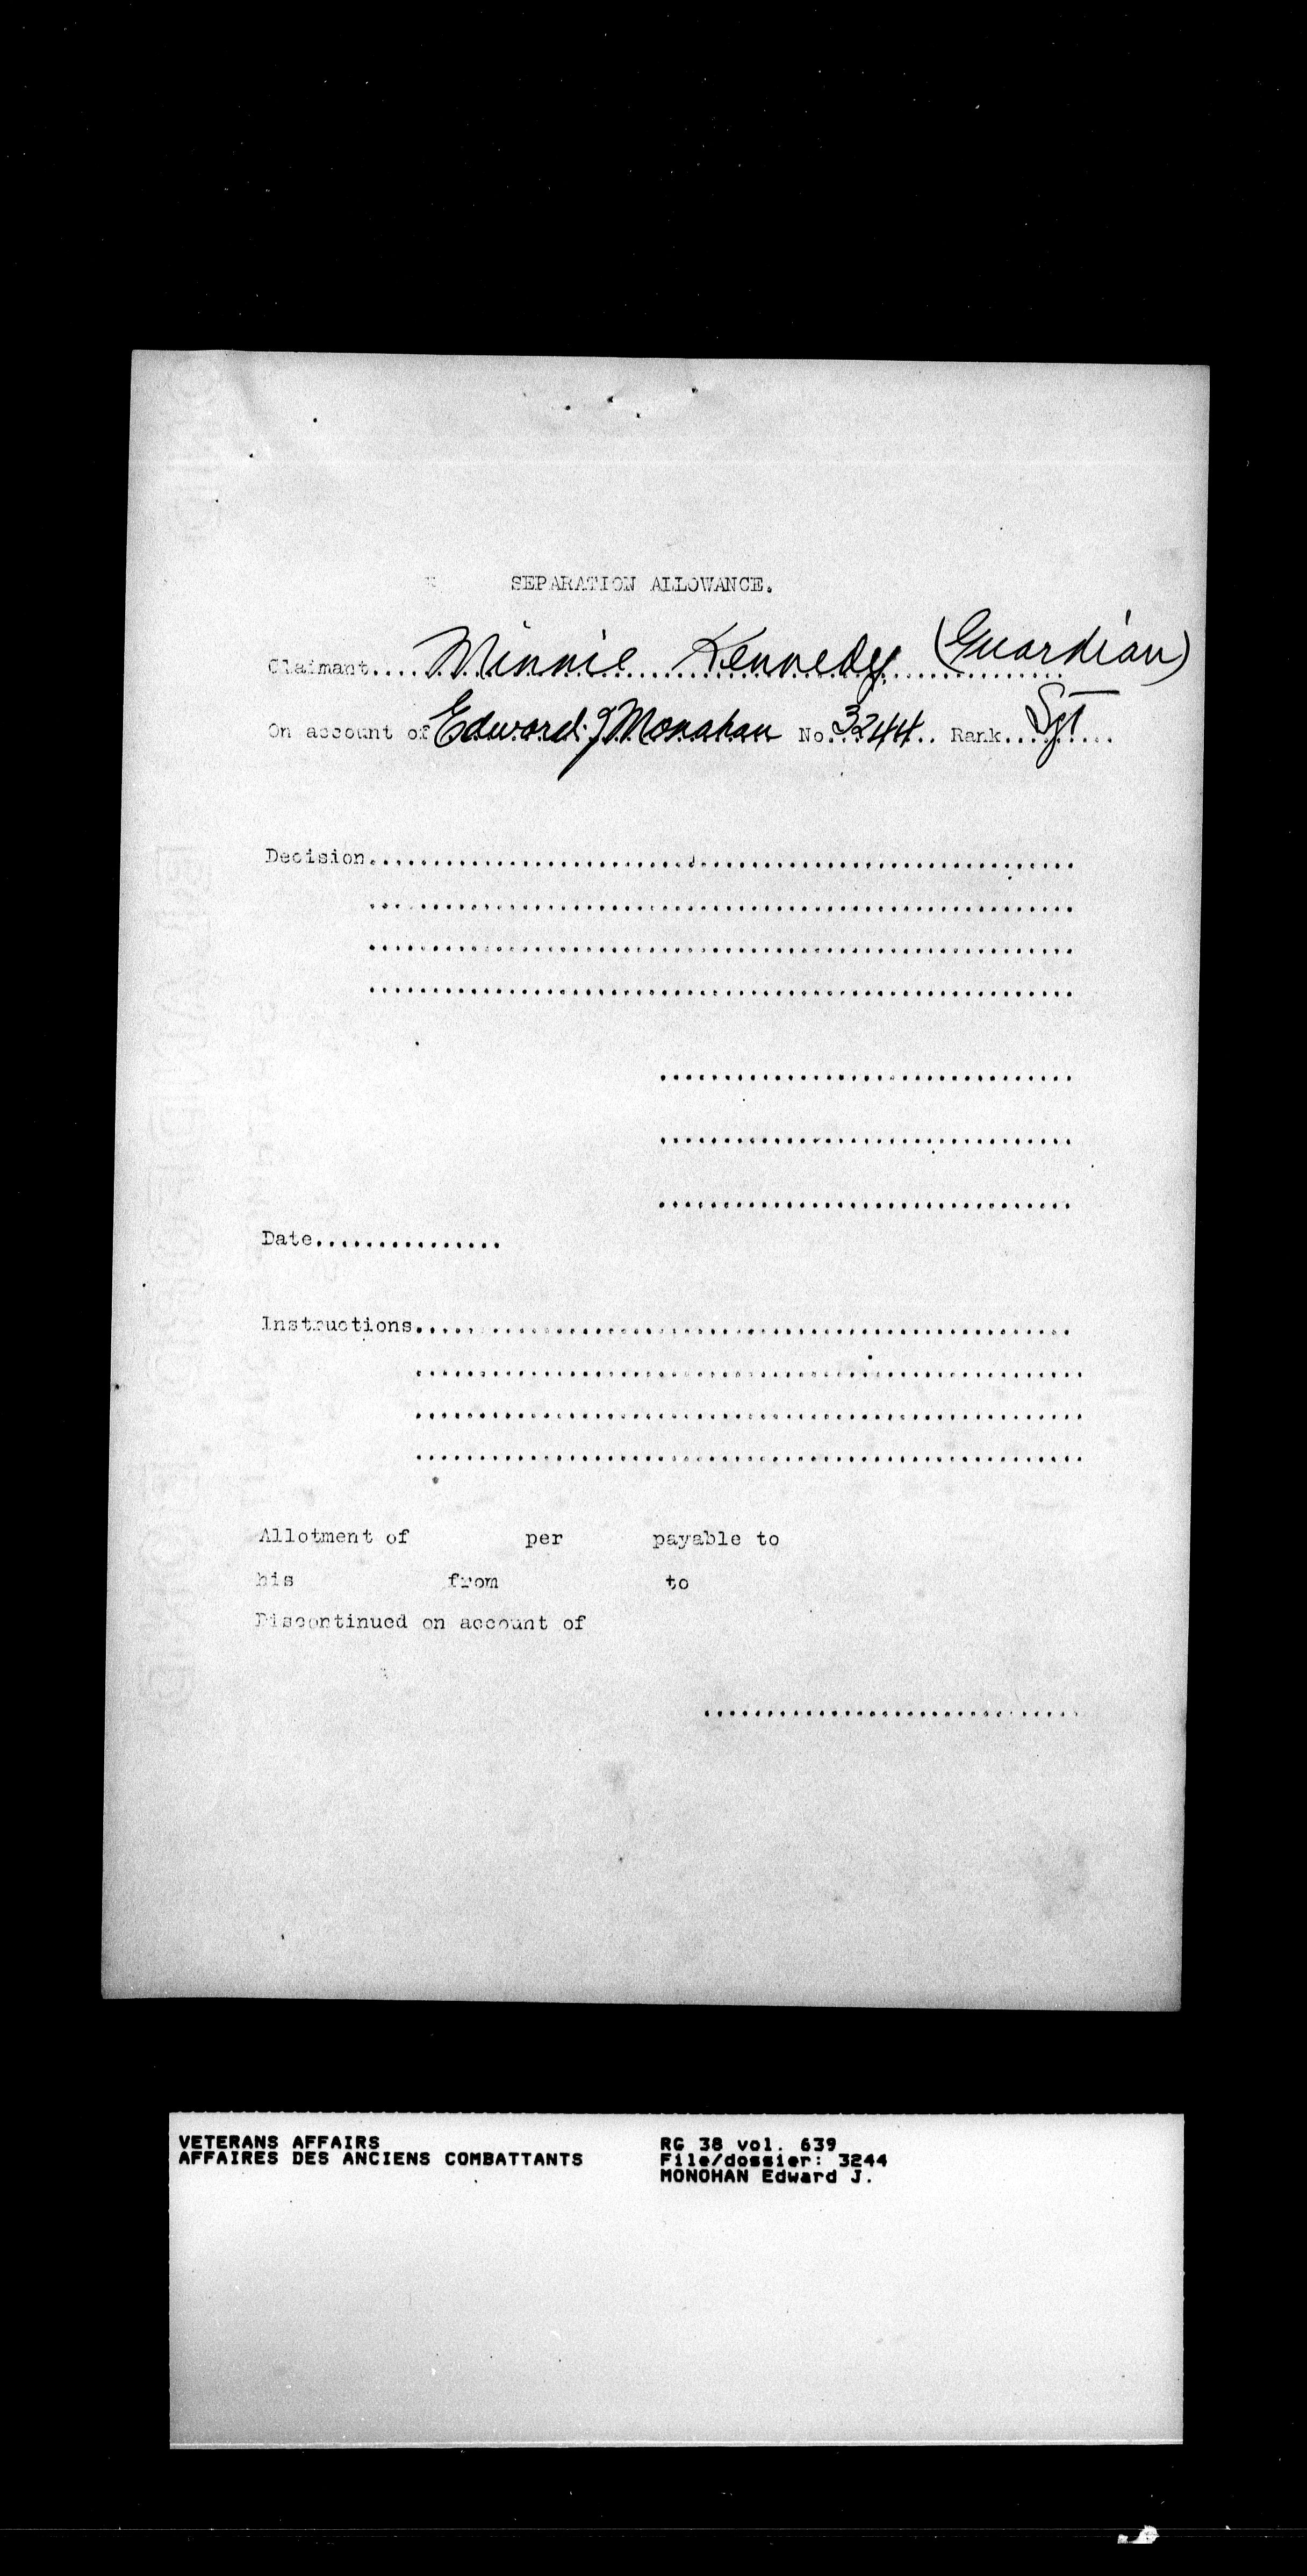 SEPARATION ALLOWANCE.
Claimant....Minnie Kennedy (Guardian)
On account of Edward J Monahan No. 3244.. Rank....Sgt....
Decision..........
Date...............
Instructions..........
Allotment of per payable to
his from to
Discontinued on account of
VETERANS AFFAIRS RG 38 vol. 639
AFFAIRES DES ANCIENS COMBATTANTS File/dossier: 3244
MONOHAN Edward J.